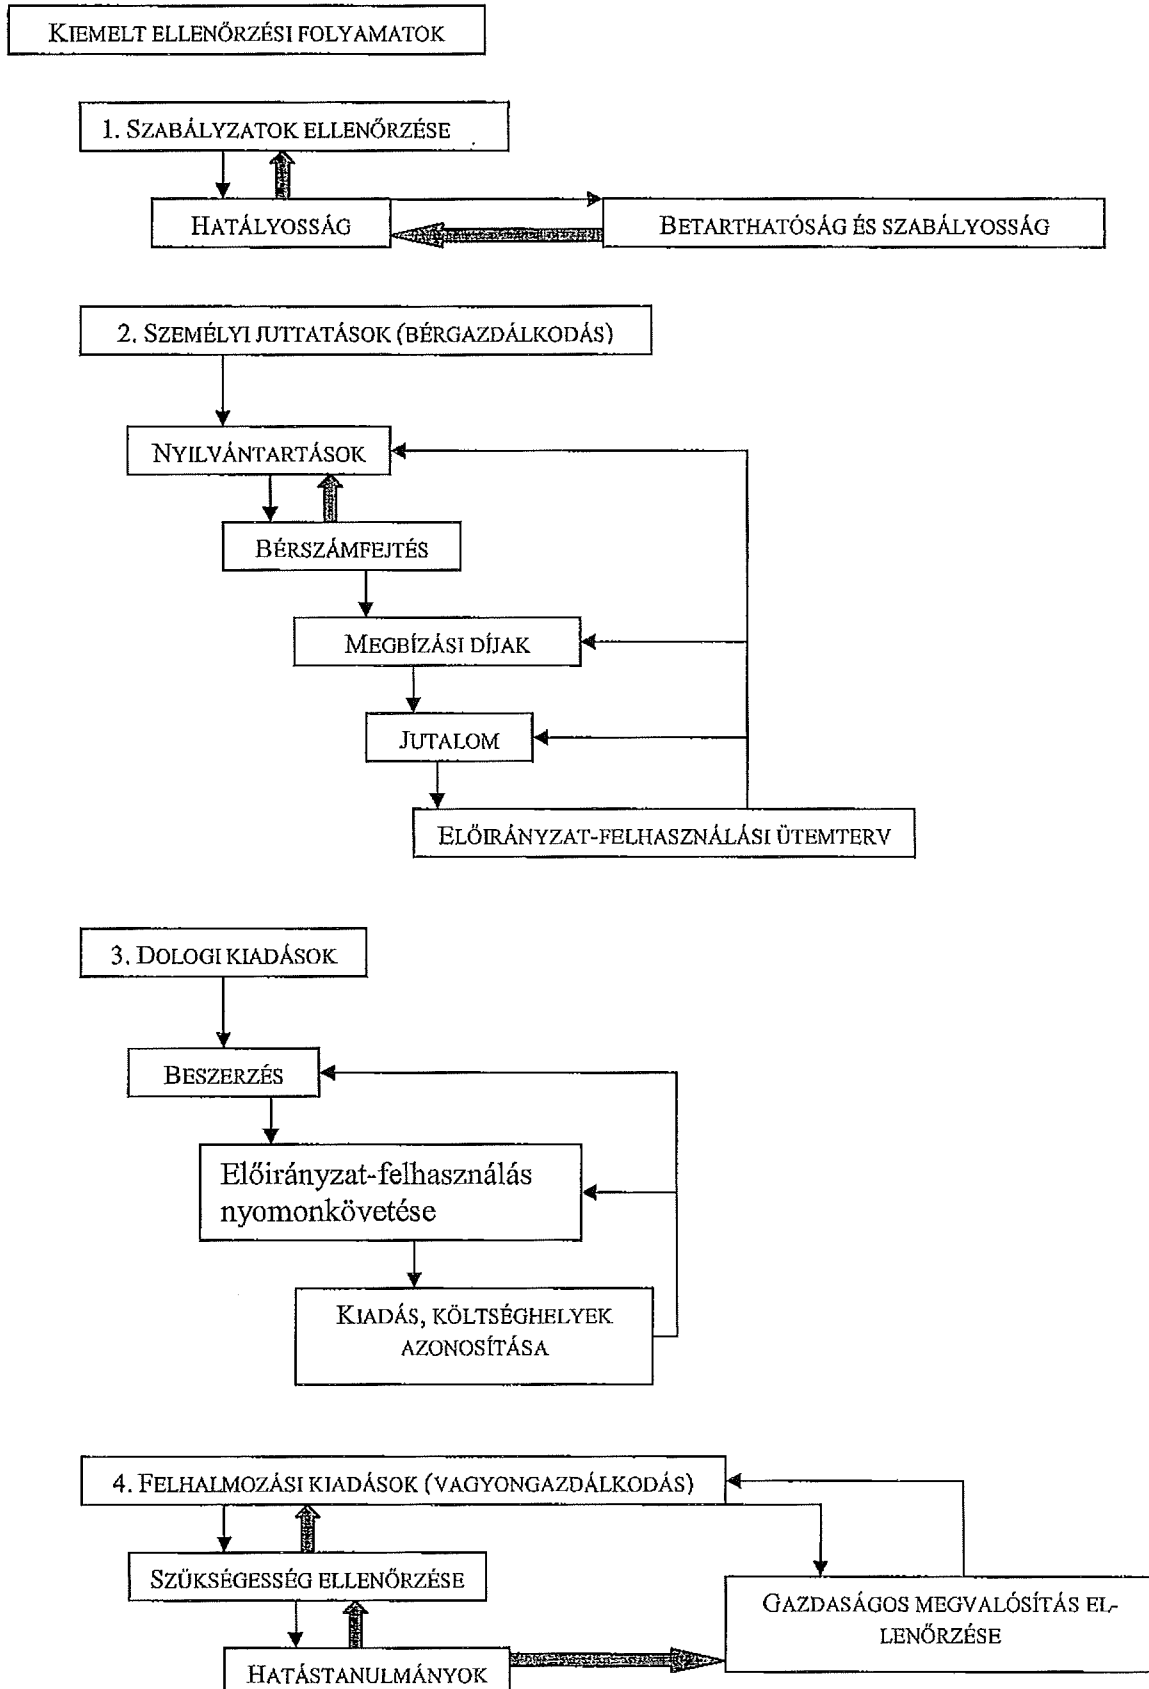 KIEMELT ELLENŐRZÉSI FOLYAMATOK
1. SZABÁLYZATOK ELLENŐRZÉSE
HATÁLYOSSÁG
BETARTHATÓSÁG ÉS SZABÁLYOSSÁG
2. SZEMÉLYI JUTTATÁSOK (BÉRGAZDÁLKODÁS)
NYILVÁNTARTÁSOK
BÉRSZÁMFEJTÉS
MEGBÍZÁSI DÍJAK
JUTALOM
ELŐIRÁNYZAT-FELHASZNÁLÁSI ÜTEMTERV
3. DOLOGI KIADÁSOK
BESZERZÉS
Előirányzat-felhasználás
nyomonkövetése
KIADÁS, KÖLTSÉGHELYEK
AZONOSÍTÁSA
4. FELHALMOZÁSI KIADÁSOK (VAGYONGAZDÁLKODÁS)
SZÜKSÉGESSÉG ELLENŐRZÉSE
GAZDASÁGOS MEGVALÓSÍTÁS EL-
LENŐRZÉSE
HATÁSTANULMÁNYOK